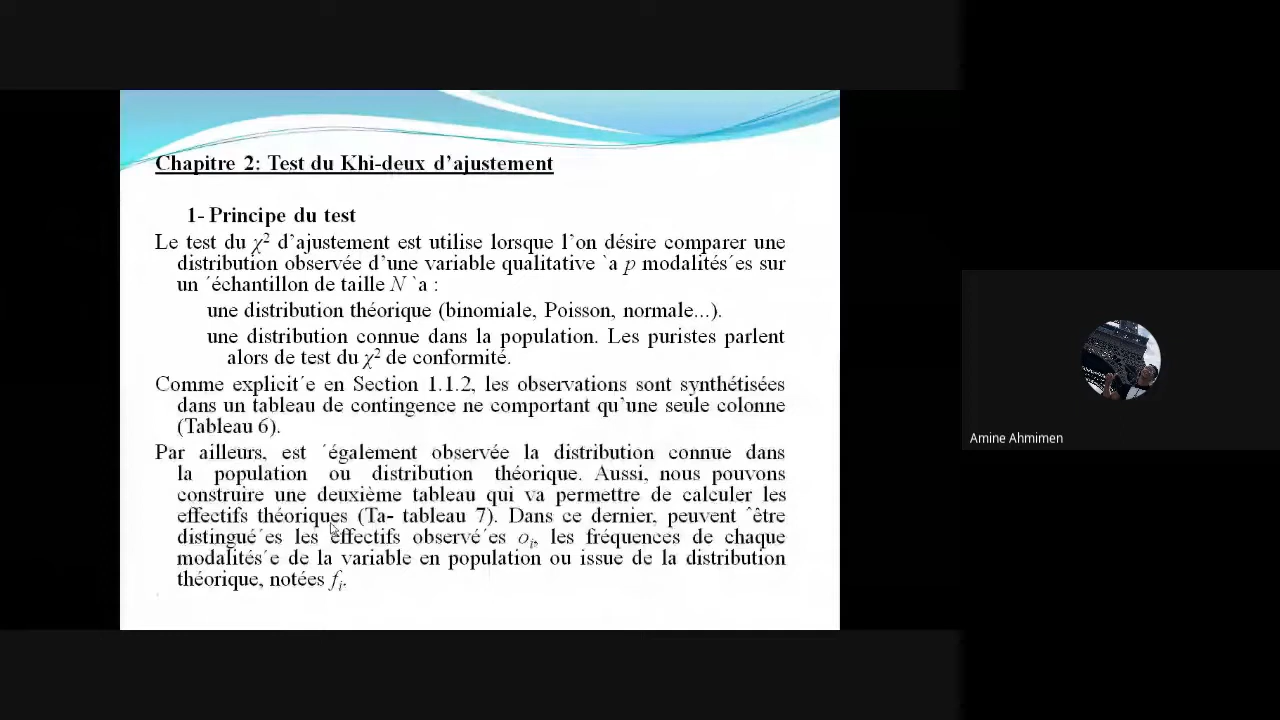 Chapitre 2: Test du Khi-deux d'ajustement
1- Principe du test
Le test du χ² d'ajustement est utilise lorsque l'on désire comparer une
distribution observée d'une variable qualitative `a p modalités´es sur
un ´échantillon de taille N `a :
une distribution théorique (binomiale, Poisson, normale...).
une distribution connue dans la population. Les puristes parlent
alors de test du χ² de conformité.
Comme explicit´e en Section 1.1.2, les observations sont synthétisées
dans un tableau de contingence ne comportant qu'une seule colonne
(Tableau 6).
Par ailleurs, est ´également observée la distribution connue dans
la population ou distribution théorique. Aussi, nous pouvons
construire une deuxième tableau qui va permettre de calculer les
effectifs théoriques (Ta- tableau 7). Dans ce dernier, peuvent ˆêtre
distingué´es les effectifs observé´es oi, les fréquences de chaque
modalités´e de la variable en population ou issue de la distribution
théorique, notées fi.
Amine Ahmimen